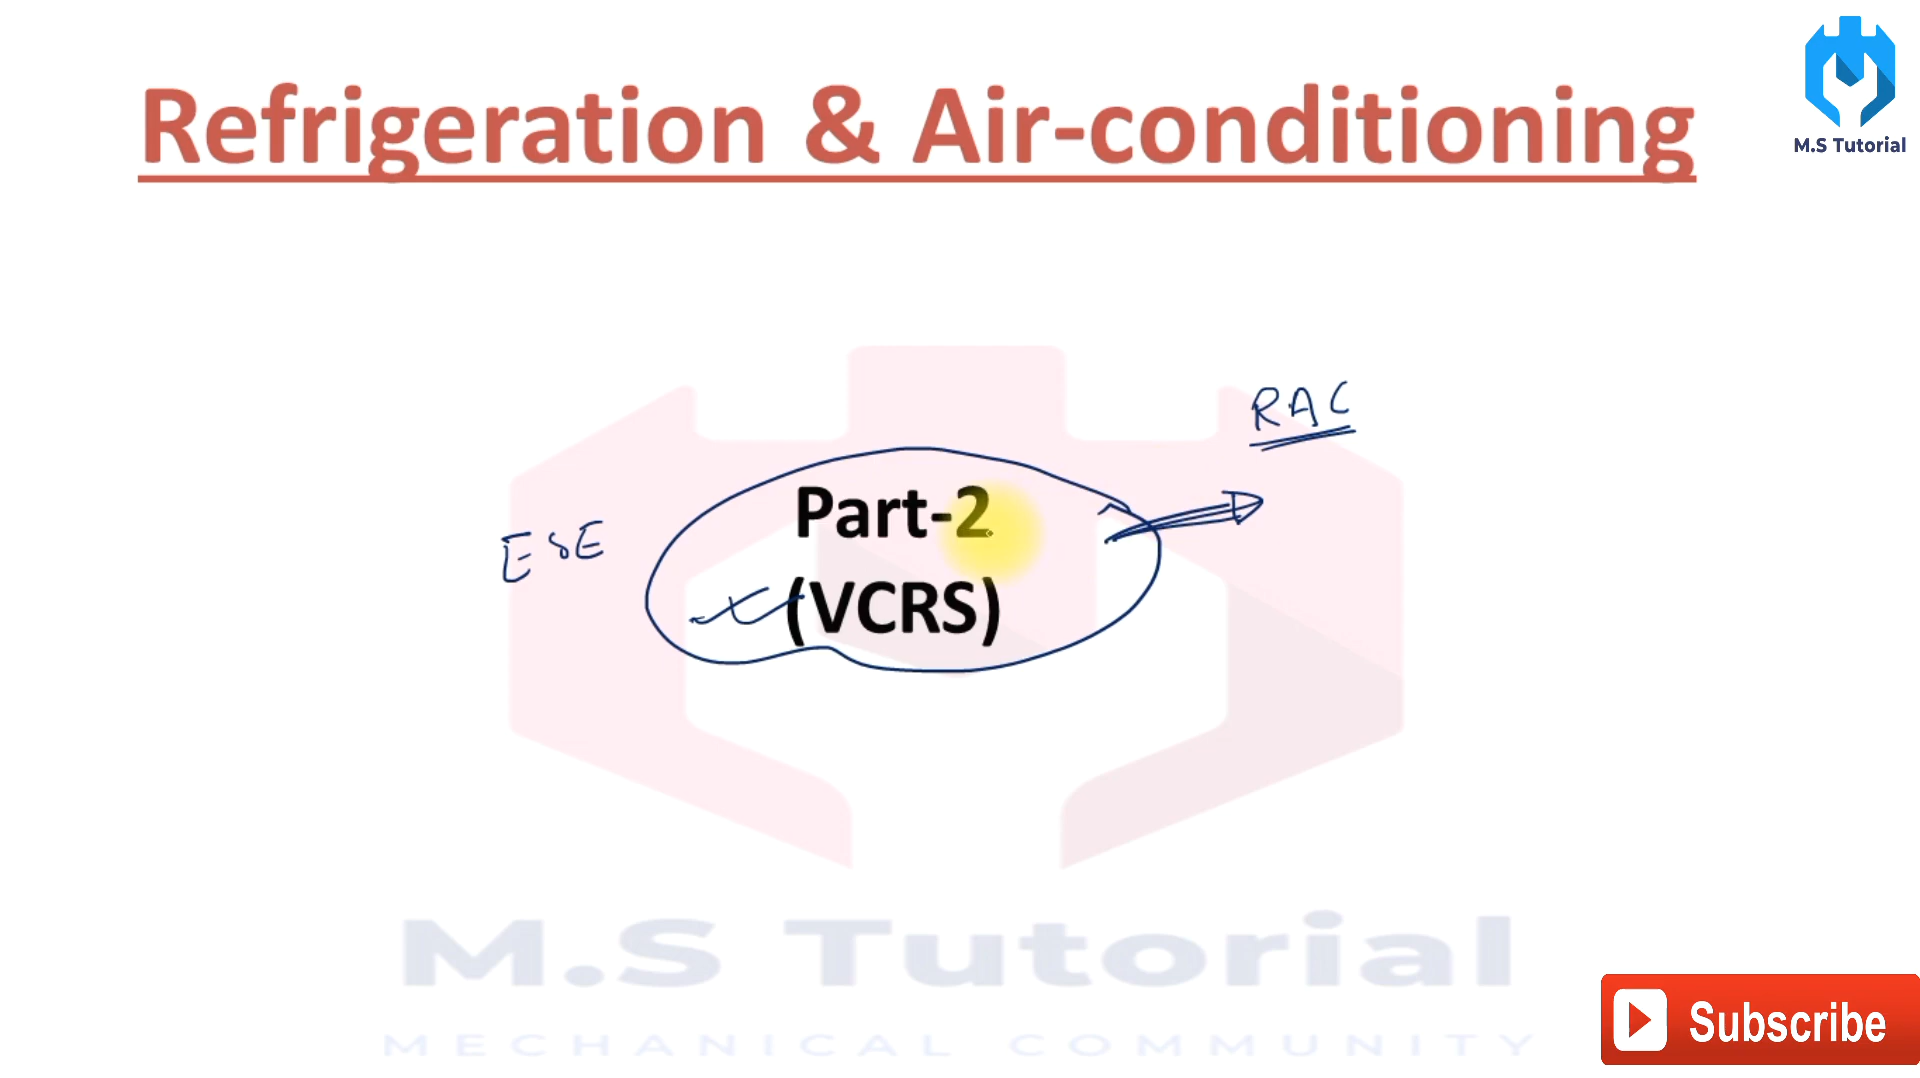 Refrigeration & Air-conditioning
M.S Tutorial
RAC
Part-2
ESE
(VCRS)
M.S Tutorial
MECHANICAL COMMUNITY
Subscribe